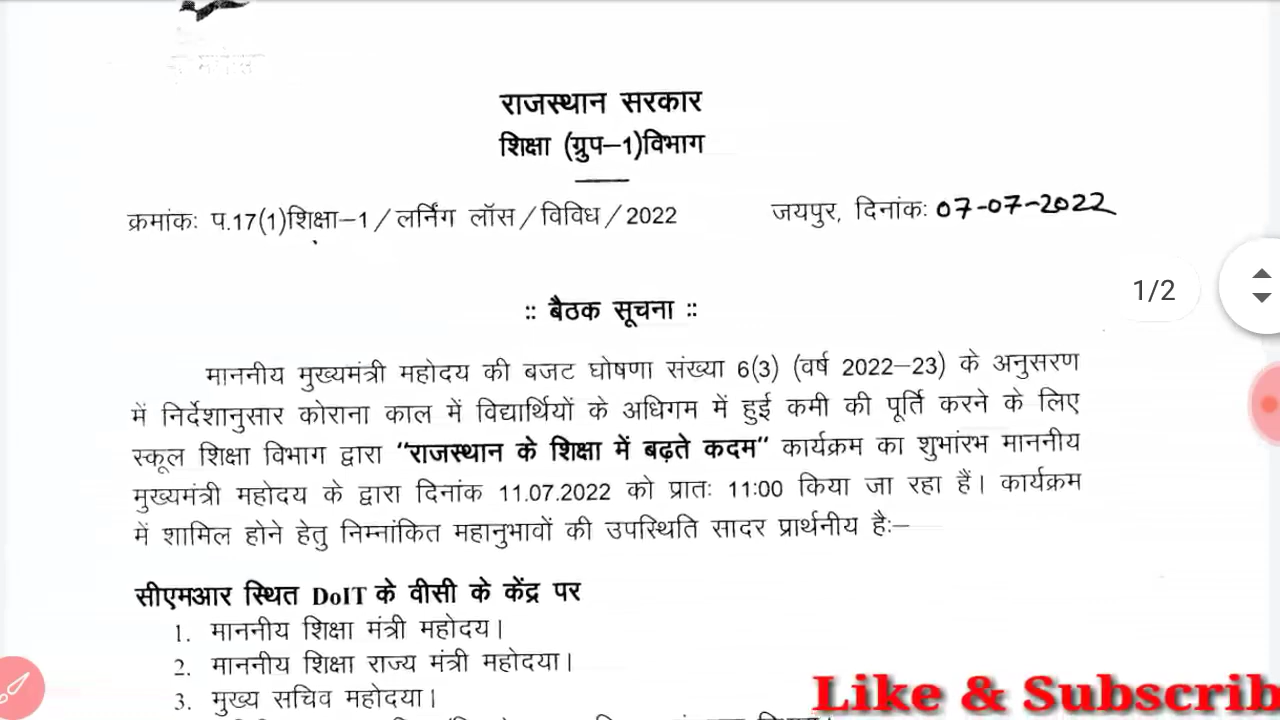 राजस्थान सरकार
शिक्षा (ग्रुप–1)विभाग
क्रमांकः प.17(1)शिक्षा–1/लर्निंग लॉस/विविध/2022 जयपुर, दिनांकः 07-07-2022
1/2
:: बैठक सूचना ::
माननीय मुख्यमंत्री महोदय की बजट घोषणा संख्या 6(3) (वर्ष 2022–23) के अनुसरण
में निर्देशानुसार कोराना काल में विद्यार्थियों के अधिगम में हुई कमी की पूर्ति करने के लिए
स्कूल शिक्षा विभाग द्वारा "राजस्थान के शिक्षा में बढ़ते कदम" कार्यक्रम का शुभांरभ माननीय
मुख्यमंत्री महोदय के द्वारा दिनांक 11.07.2022 को प्रातः 11:00 किया जा रहा हैं। कार्यक्रम
में शामिल होने हेतु निम्नांकित महानुभावों की उपस्थिति सादर प्रार्थनीय हैः–
सीएमआर स्थित DoIT के वीसी के केंद्र पर
1. माननीय शिक्षा मंत्री महोदय।
2. माननीय शिक्षा राज्य मंत्री महोदया।
3. मुख्य सचिव महोदया।
Like & Subscrib